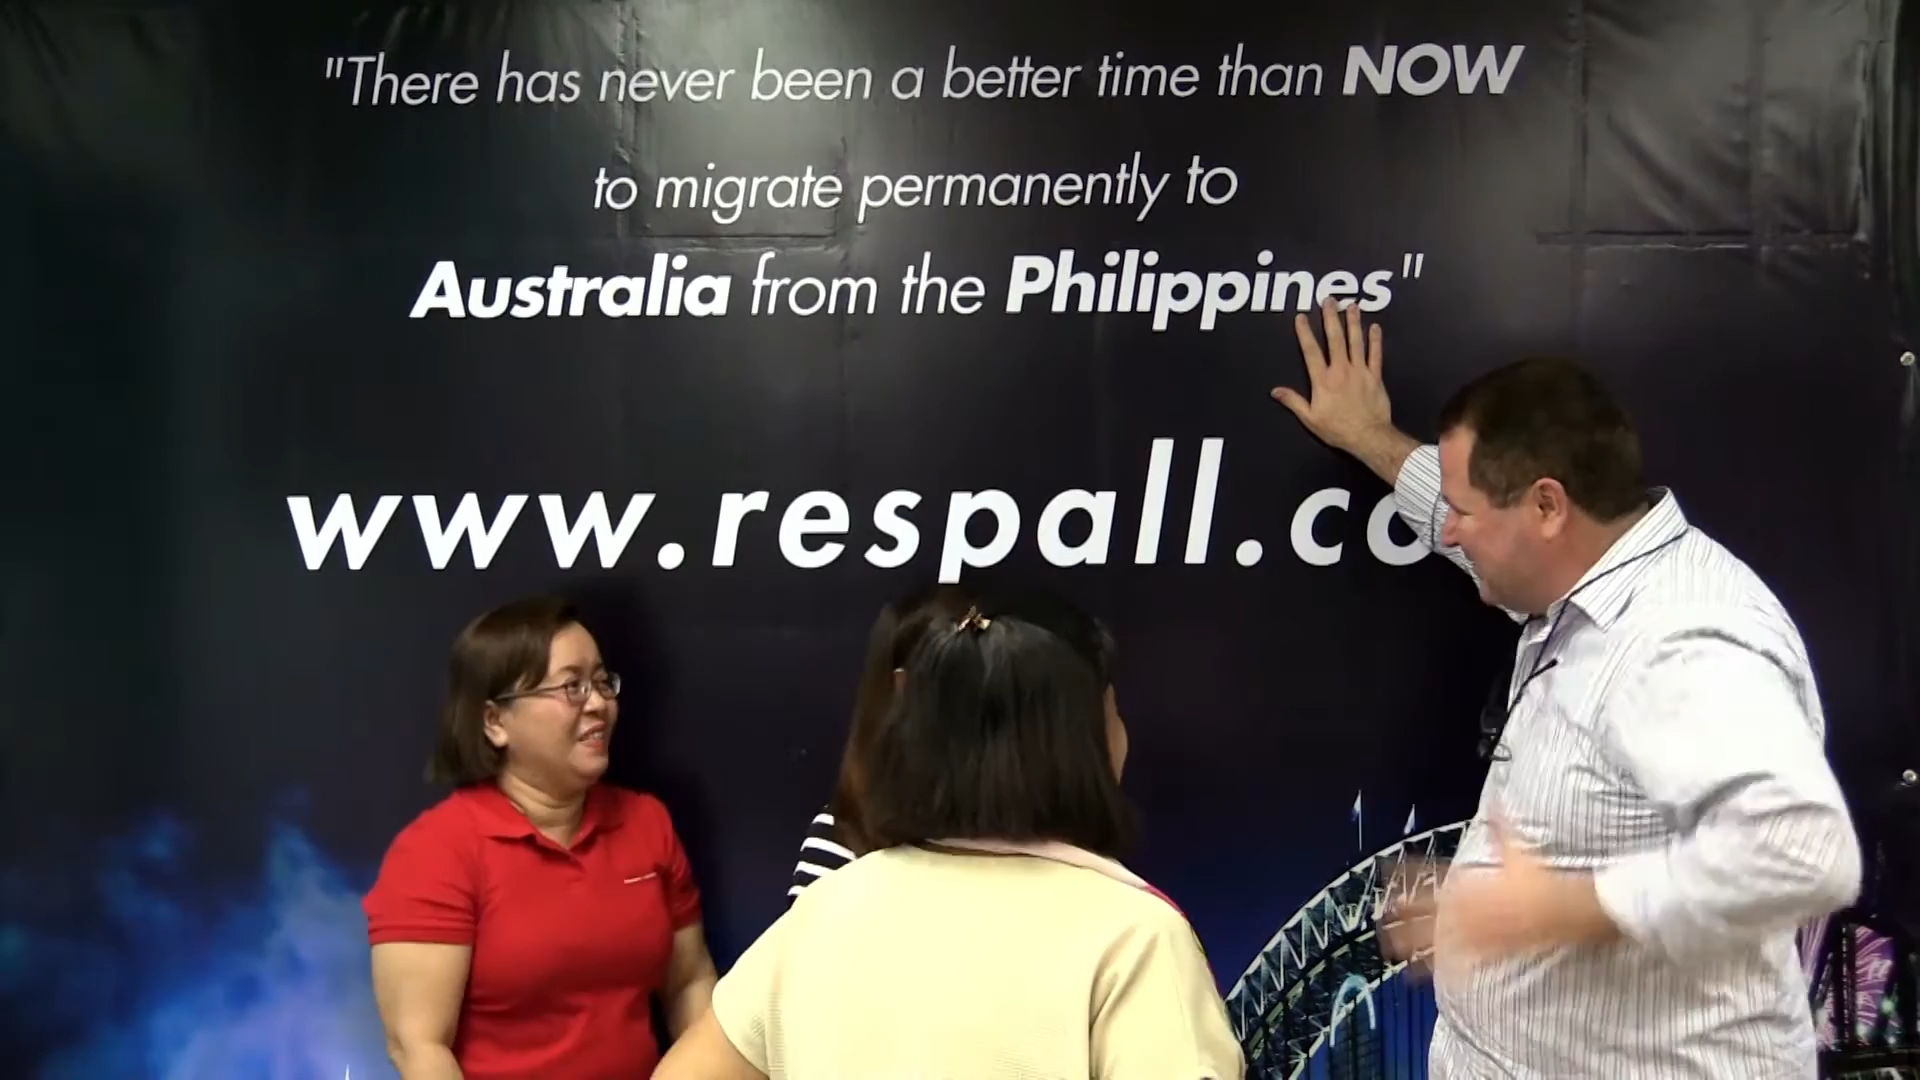 "There has never been a better time than NOW
to migrate permanently to
Australia from the Philippines"
www.respall.co